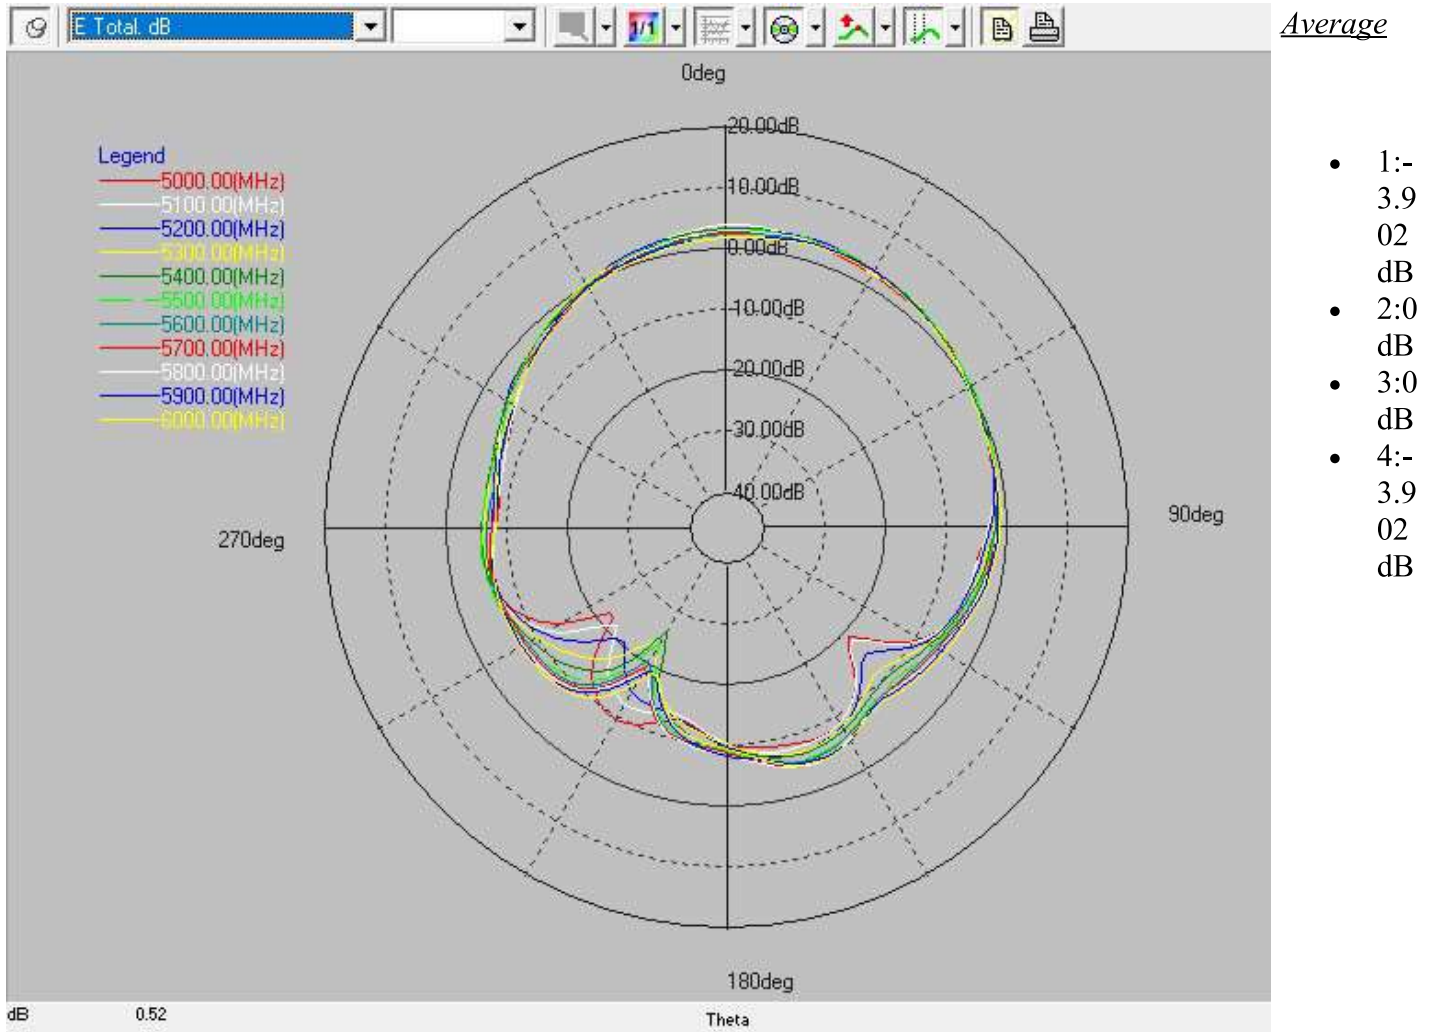 E Total. dB
1/1
Average
0deg
20.00dB
10.00dB
0.00dB
-10.00dB
-20.00dB
-30.00dB
-40.00dB
Legend
5000.00(MHz)
5100.00(MHz)
5200.00(MHz)
5300.00(MHz)
5400.00(MHz)
5500.00(MHz)
5600.00(MHz)
5700.00(MHz)
5800.00(MHz)
5900.00(MHz)
6000.00(MHz)
270deg
90deg
180deg
• 1:-
3.9
02
dB
• 2:0
dB
• 3:0
dB
• 4:-
3.9
02
dB
dB 0.52
Theta